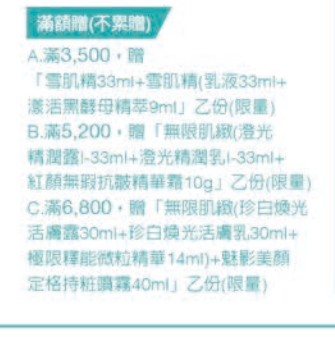 滿額贈(不累贈)
A.滿3,500，贈
「雪肌精33ml+雪肌精(乳液33ml+
漾活黑酵母精萃9ml」乙份(限量)
B.滿5,200，贈「無限肌緻(澄光
精潤露I-33ml+澄光精潤乳I-33ml+
紅顏無瑕抗皺精華霜10g」乙份(限量)
C.滿6,800，贈「無限肌緻(珍白煥光
活膚露30ml+珍白煥光活膚乳30ml+
極限釋能微粒精華14ml)+魅影美顏
定格持粧噴霧40ml」乙份(限量)